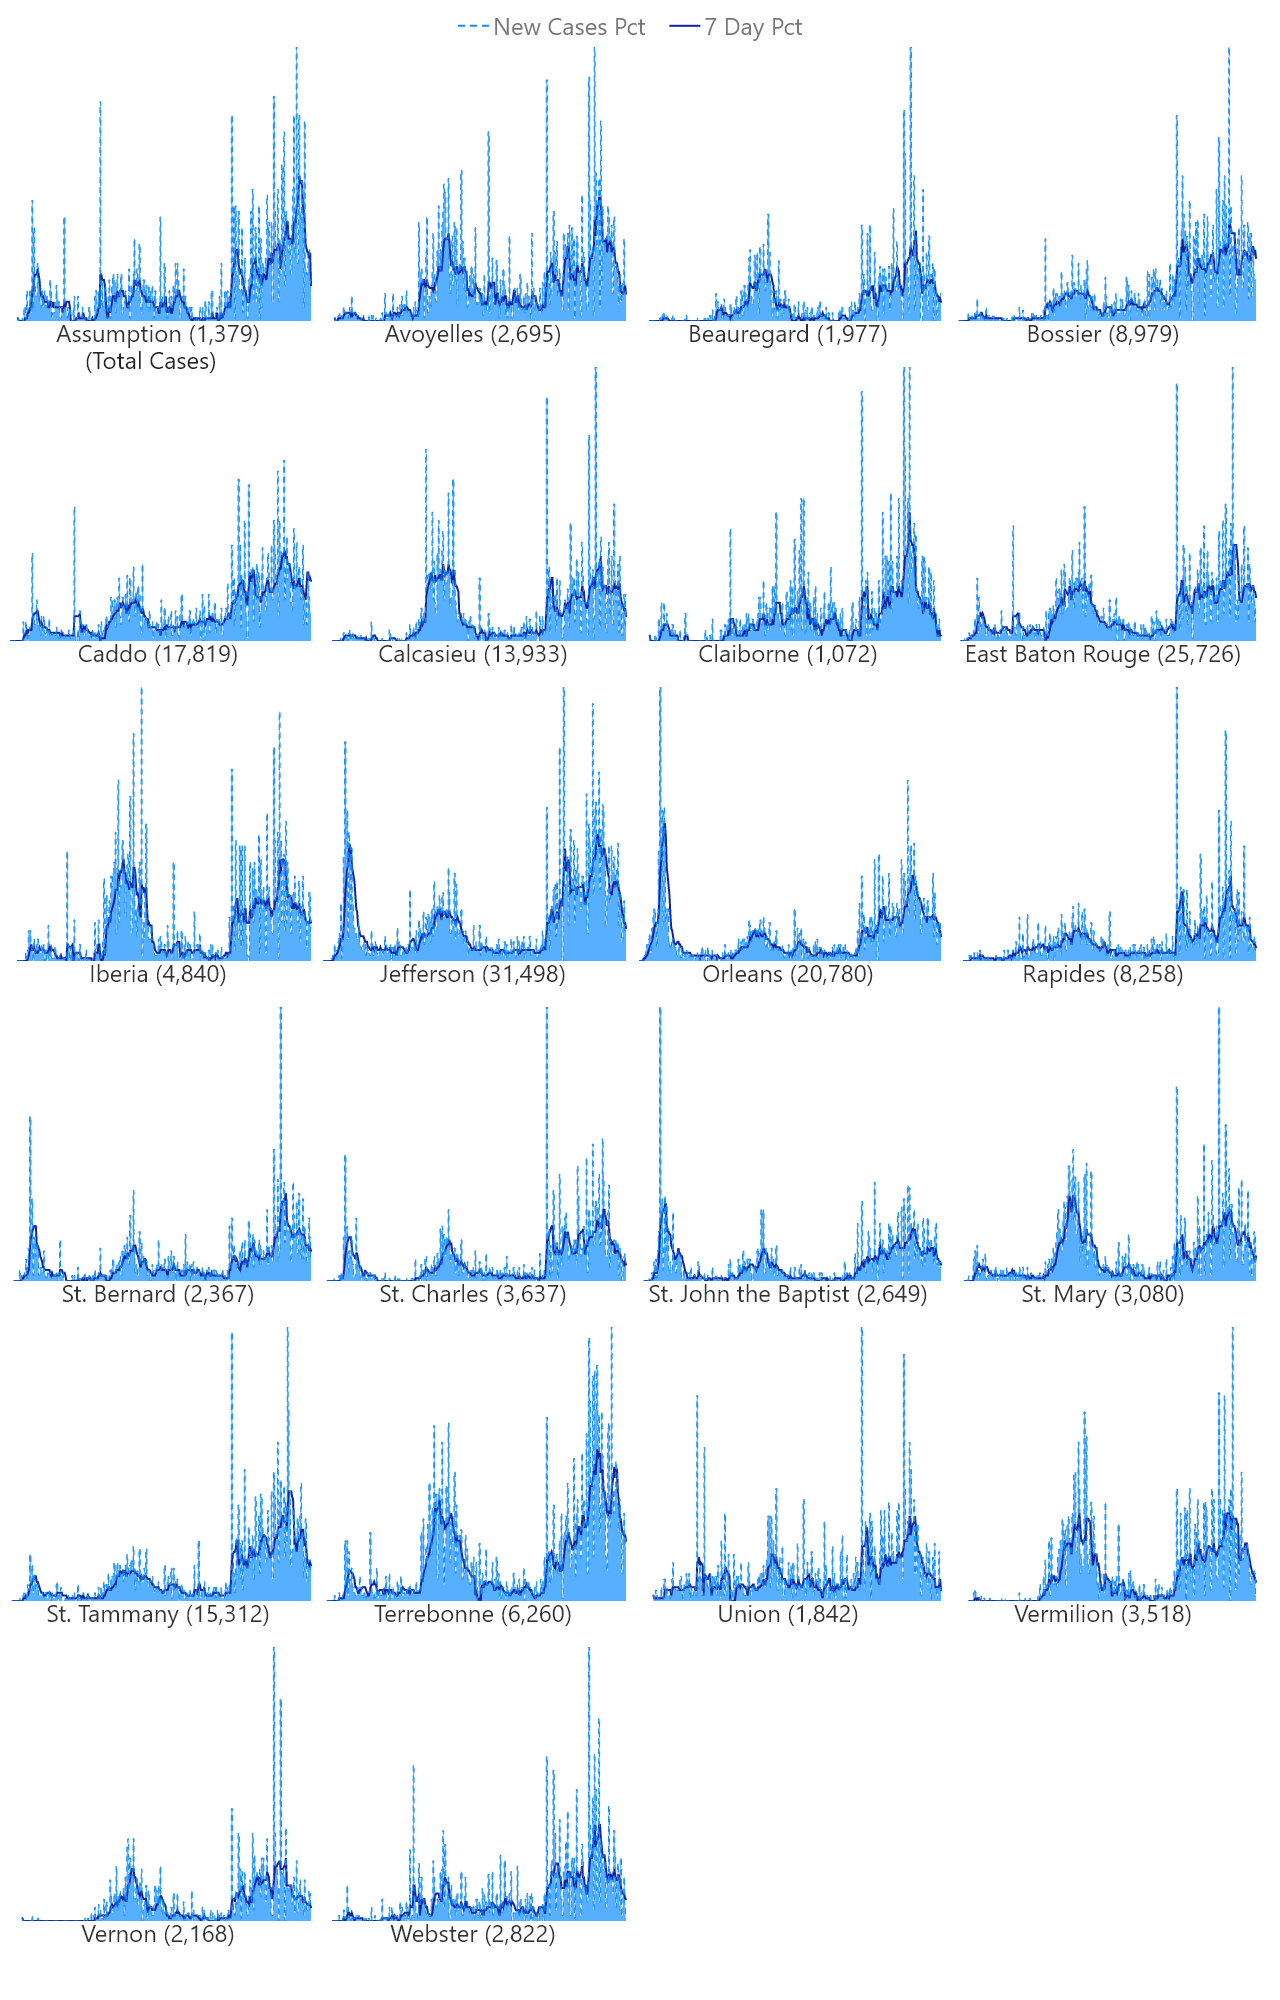 New Cases Pct 7 Day Pct
Assumption (1,379) Avoyelles (2,695) Beauregard (1,977) Bossier (8,979)
(Total Cases)
Caddo (17,819) Calcasieu (13,933) Claiborne (1,072) East Baton Rouge (25,726)
Iberia (4,840) Jefferson (31,498) Orleans (20,780) Rapides (8,258)
St. Bernard (2,367) St. Charles (3,637) St. John the Baptist (2,649) St. Mary (3,080)
St. Tammany (15,312) Terrebonne (6,260) Union (1,842) Vermilion (3,518)
Vernon (2,168) Webster (2,822)